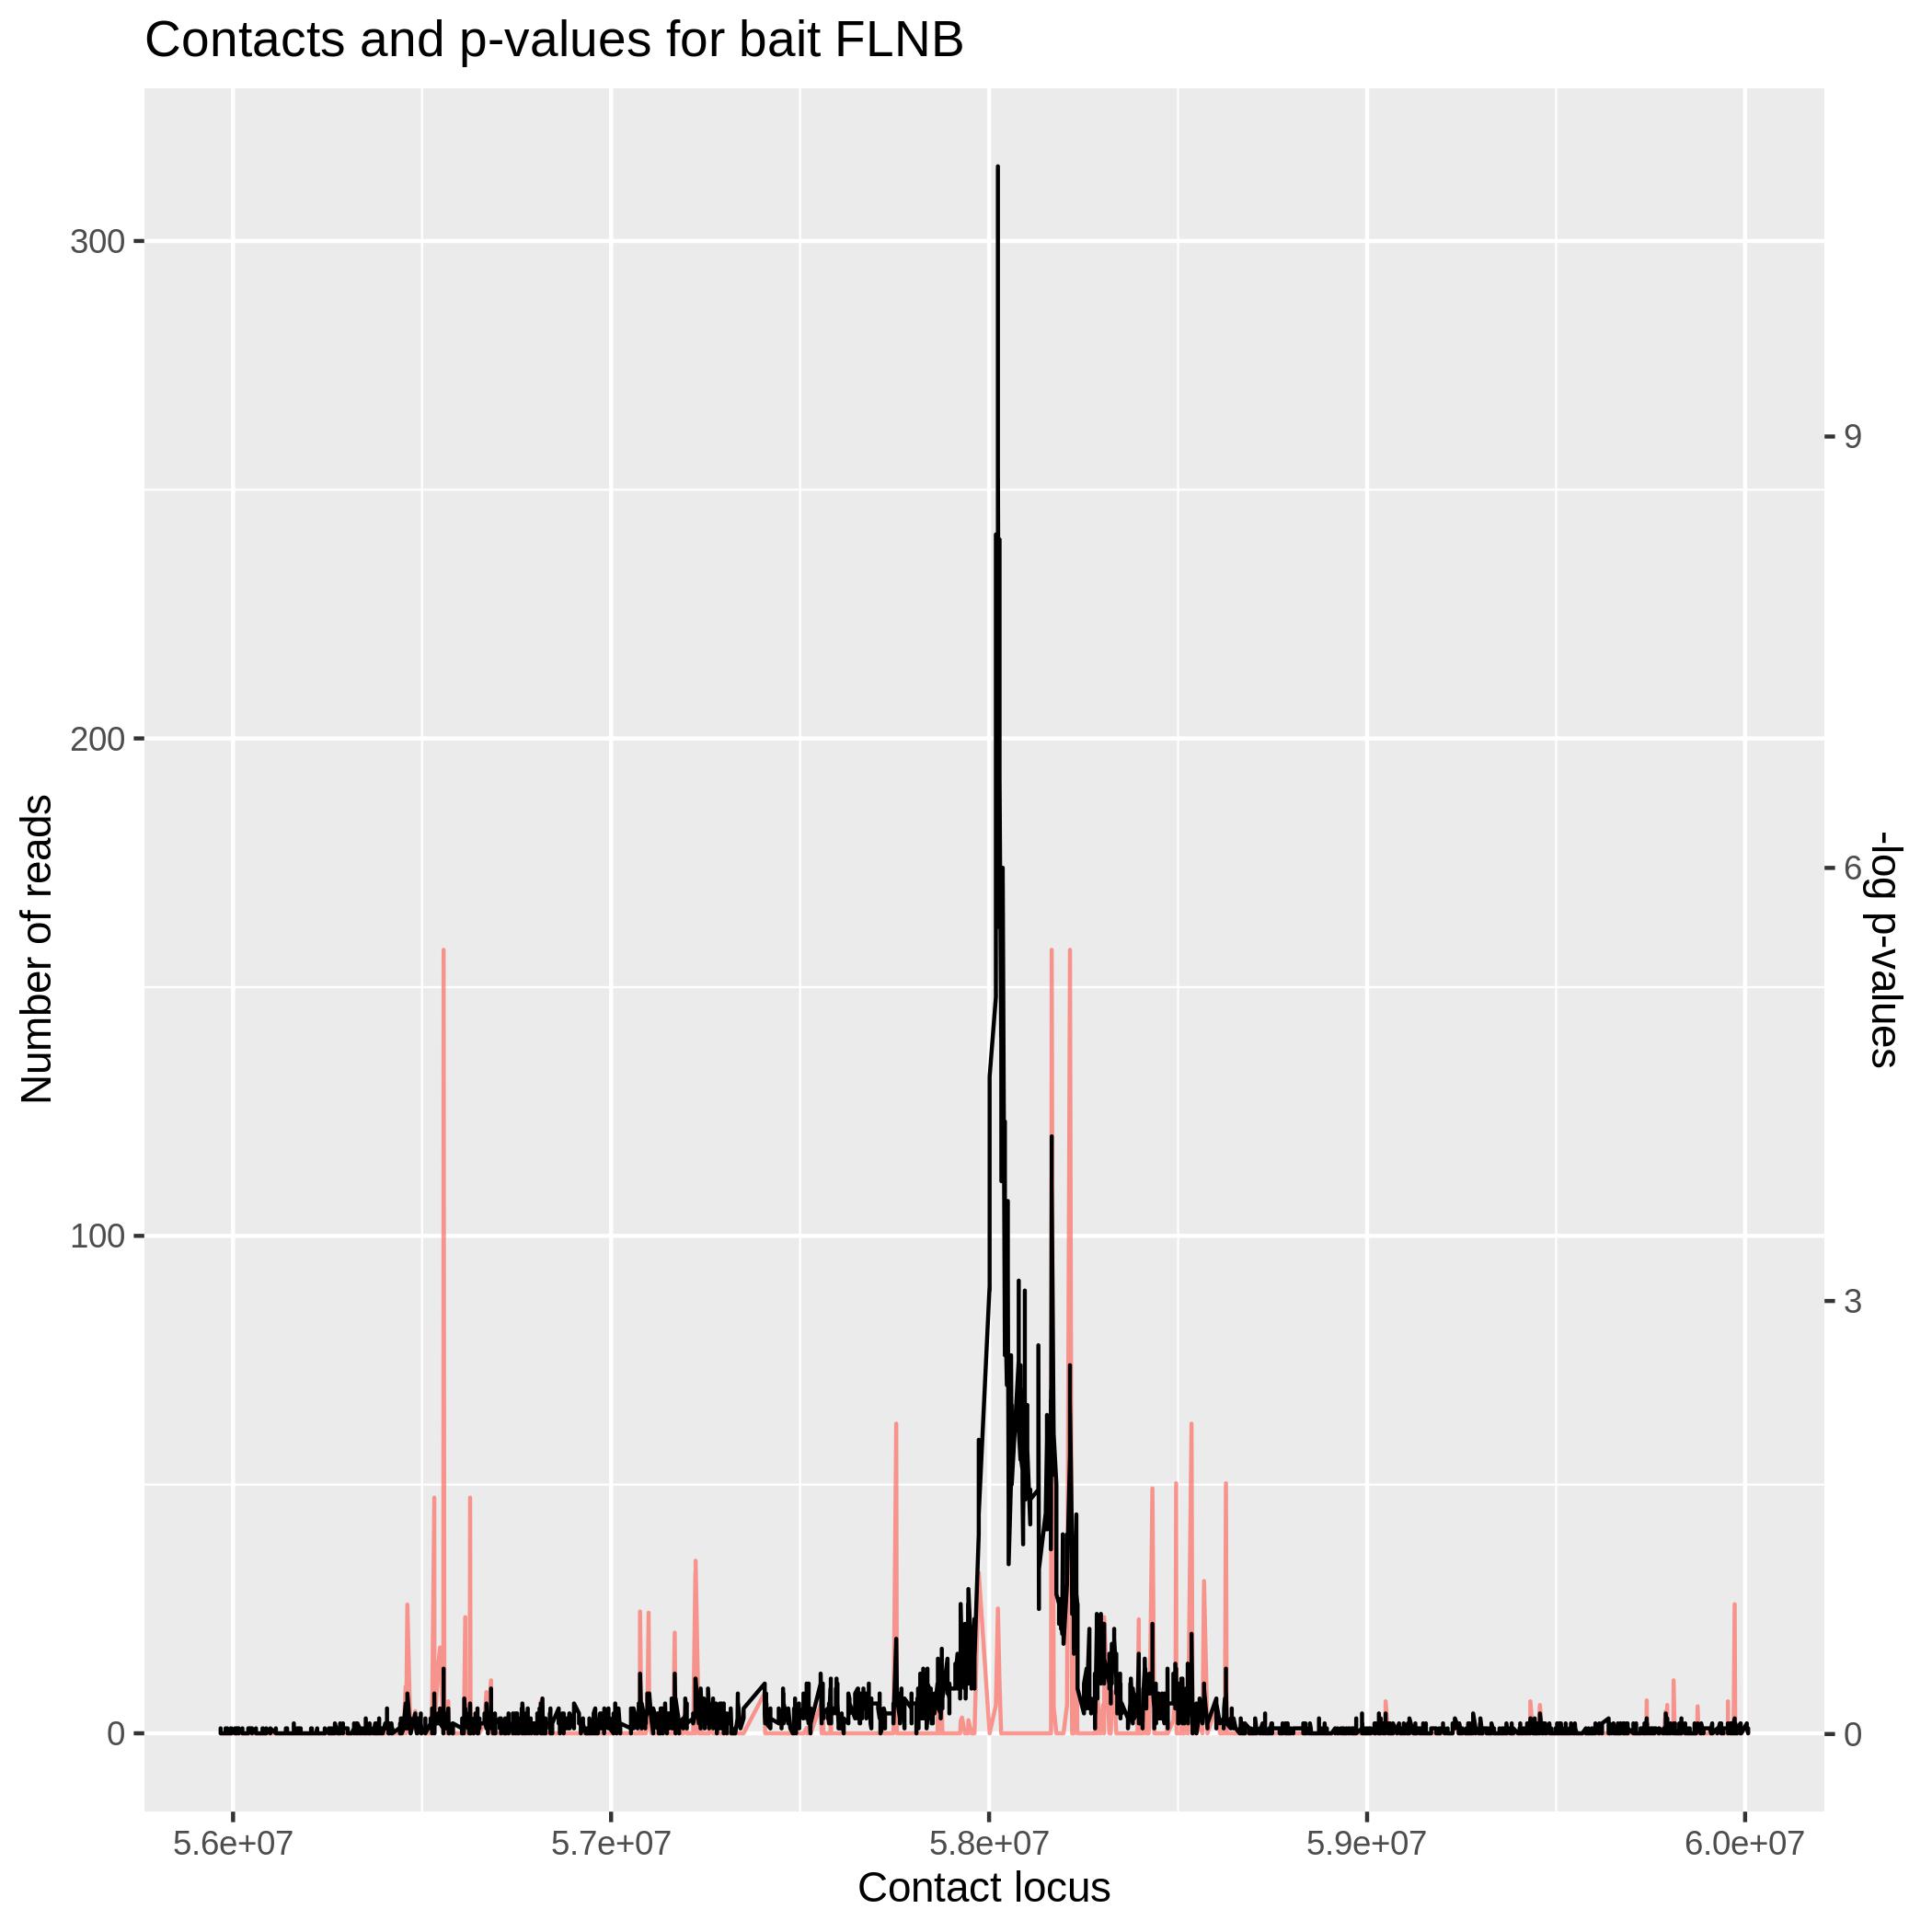 Contacts and p-values for bait FLNB
Number of reads
300
200
100
0
9
6
3
0
-log p-values
5.6e+07 5.7e+07 5.8e+07 5.9e+07 6.0e+07
Contact locus